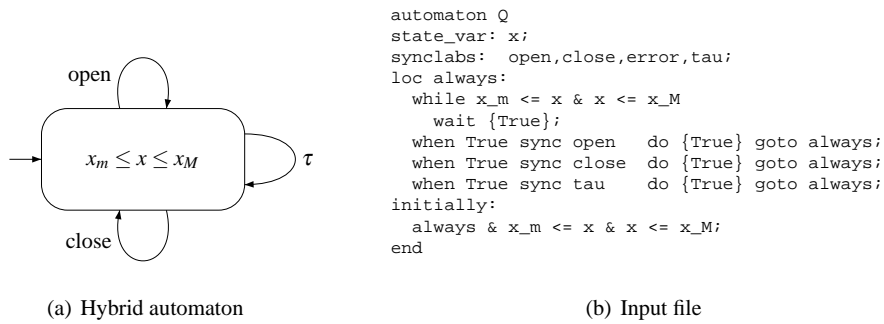 open
x_m ≤ x ≤ x_M
τ
close
(a) Hybrid automaton
automaton Q
state_var: x;
synclabs:  open,close,error,tau;
loc always:
  while x_m <= x & x <= x_M
    wait {True};
  when True sync open   do {True} goto always;
  when True sync close  do {True} goto always;
  when True sync tau    do {True} goto always;
initially:
  always & x_m <= x & x <= x_M;
end
(b) Input file